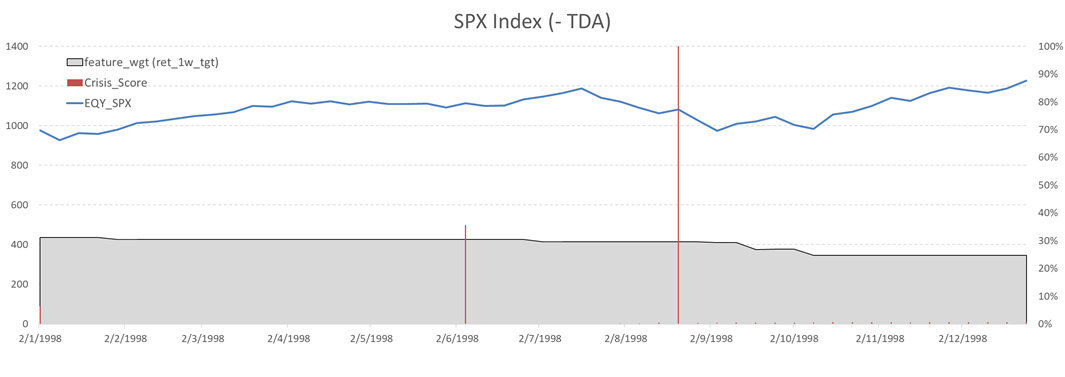 SPX Index (- TDA)
1400 100%
90%
1200
80%
1000 70%
800 60%
50%
600
40%
400 30%
20%
200
10%
0 0%
feature_wgt (ret_1w_tgt)
Crisis_Score
EQY_SPX
2/1/1998 2/2/1998 2/3/1998 2/4/1998 2/5/1998 2/6/1998 2/7/1998 2/8/1998 2/9/1998 2/10/1998 2/11/1998 2/12/1998